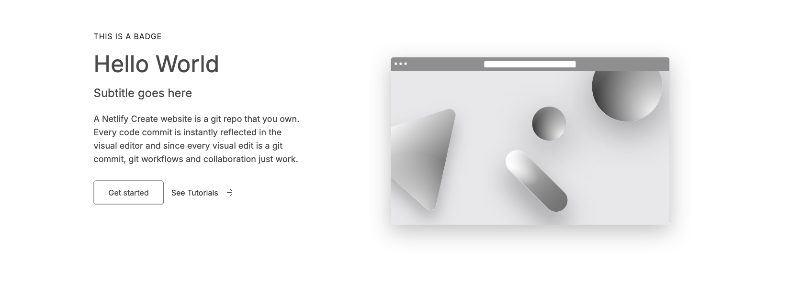 THIS IS A BADGE
Hello World
Subtitle goes here
A Netlify Create website is a git repo that you own.
Every code commit is instantly reflected in the
visual editor and since every visual edit is a git
commit, git workflows and collaboration just work.
Get started
See Tutorials